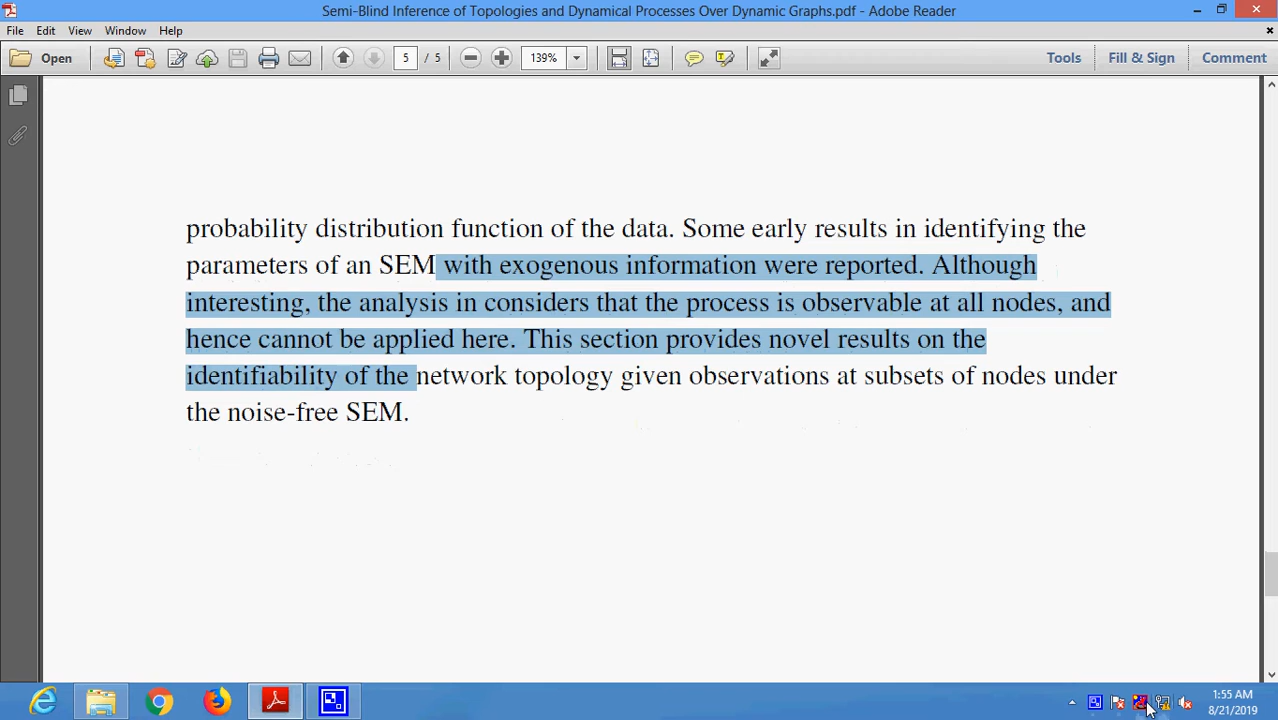 Semi-Blind Inference of Topologies and Dynamical Processes Over Dynamic Graphs.pdf - Adobe Reader
File Edit View Window Help
Open 5 / 5 139% Tools Fill & Sign Comment
probability distribution function of the data. Some early results in identifying the
parameters of an SEM with exogenous information were reported. Although
interesting, the analysis in considers that the process is observable at all nodes, and
hence cannot be applied here. This section provides novel results on the
identifiability of the network topology given observations at subsets of nodes under
the noise-free SEM.
1:55 AM
8/21/2019